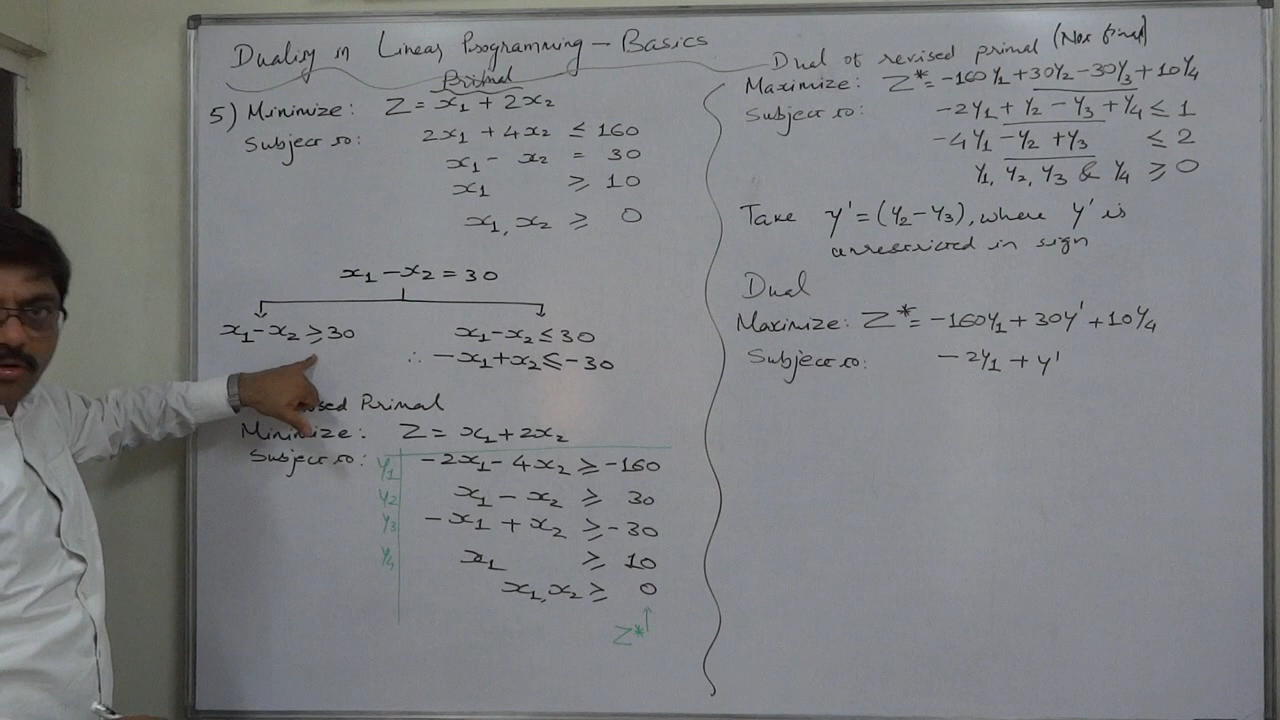 Duality in Linear Programming - Basics
Primal
5) Minimize: Z = x₁ + 2x₂
Subject to: 2x₁ + 4x₂ ≤ 160
x₁ - x₂ = 30
x₁ ≥ 10
x₁, x₂ ≥ 0
x₁ - x₂ = 30
x₁ - x₂ ≥ 30 x₁ - x₂ ≤ 30
∴ -x₁ + x₂ ≤ -30
ised Primal
Minimize: Z = x₁ + 2x₂
Subject to:
y₁ -2x₁ - 4x₂ ≥ -160
y₂ x₁ - x₂ ≥ 30
y₃ -x₁ + x₂ ≥ -30
y₄ x₁ ≥ 10
x₁, x₂ ≥ 0
Z*
Dual of revised primal (Not final)
Maximize: Z* = -160y₁ + 30y₂ - 30y₃ + 10y₄
Subject to: -2y₁ + y₂ - y₃ + y₄ ≤ 1
-4y₁ - y₂ + y₃ ≤ 2
y₁, y₂, y₃ & y₄ ≥ 0
Take y' = (y₂ - y₃), where y' is
unrestricted in sign
Dual
Maximize: Z* = -160y₁ + 30y' + 10y₄
Subject to: -2y₁ + y'